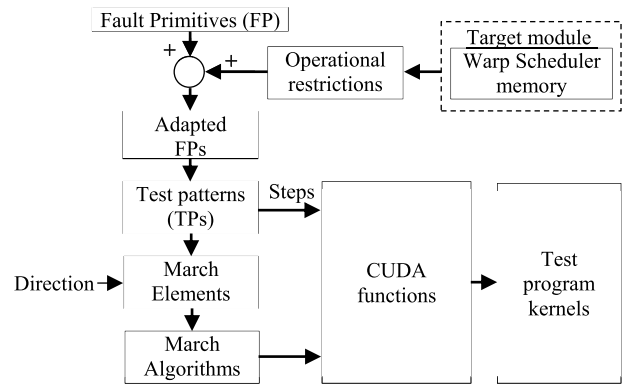 Fault Primitives (FP)
+
+
Operational
restrictions
Target module
Warp Scheduler
memory
Adapted
FPs
Test patterns
(TPs)
Steps
Direction
March
Elements
March
Algorithms
CUDA
functions
Test
program
kernels